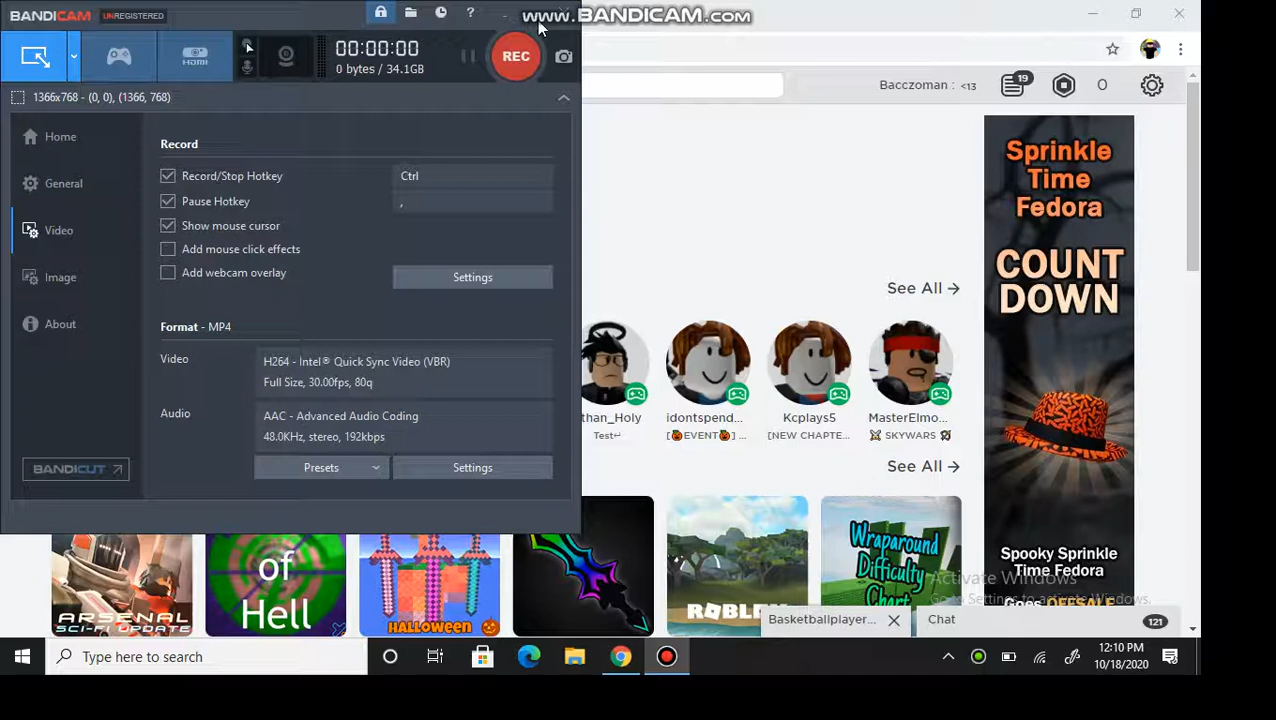 BANDICAM UNREGISTERED
www.BANDICAM.com
REC
HDMI
00:00:00
0 bytes / 34.1GB
1366x768 - (0, 0), (1366, 768)
Home
General
Video
Image
About
BANDICUT
Record
Record/Stop Hotkey
Ctrl
Pause Hotkey
,
Show mouse cursor
Add mouse click effects
Add webcam overlay
Settings
Format - MP4
Video
H264 - Intel® Quick Sync Video (VBR)
Full Size, 30.00fps, 80q
Audio
AAC - Advanced Audio Coding
48.0KHz, stereo, 192kbps
Presets
Settings
Bacczoman : <13
19
0
See All →
than_Holy
Test↵
idontspend...
[🎃EVENT🎃] ...
Kcplays5
[NEW CHAPTE...
MasterElmo...
⚔ SKYWARS ⚔
See All →
ARSENAL
SCI-FI UPDATE
of
Hell
HALLOWEEN
ROBLOX
Wraparound
Difficulty
Chart
Sprinkle
Time
Fedora
COUNT
DOWN
Spooky Sprinkle
Time Fedora
Goes OFFSALE
Activate Windows
Go to Settings to activate Windows.
Basketballplayer...
Chat
121
Type here to search
12:10 PM
10/18/2020